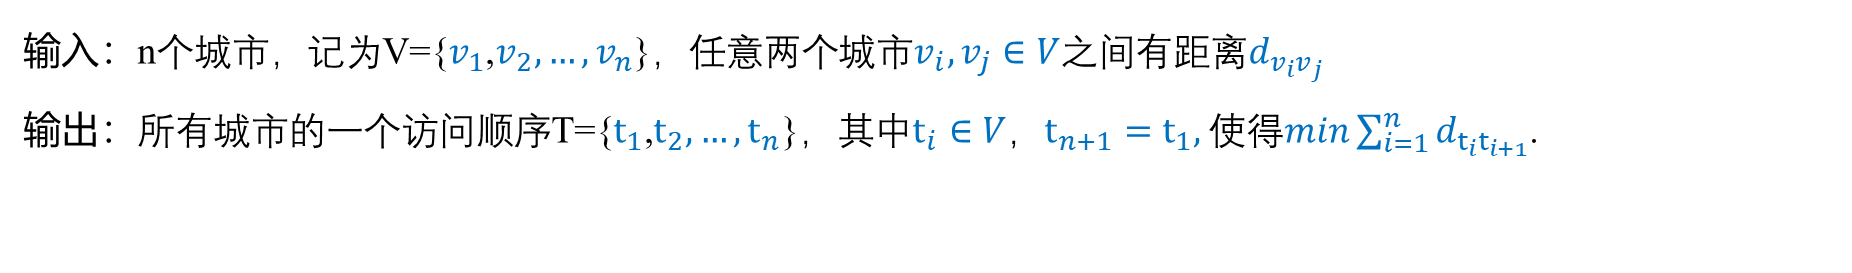 输入：n个城市，记为V={𝑣₁,𝑣₂,…,𝑣ₙ}，任意两个城市𝑣ᵢ,𝑣ⱼ ∈ 𝑉之间有距离𝑑_{𝑣ᵢ𝑣ⱼ}
输出：所有城市的一个访问顺序T={t₁,t₂,…,tₙ}，其中tᵢ ∈ 𝑉，tₙ₊₁ = t₁,使得𝑚𝑖𝑛 ∑ⁿᵢ₌₁ 𝑑_{tᵢtᵢ₊₁}.